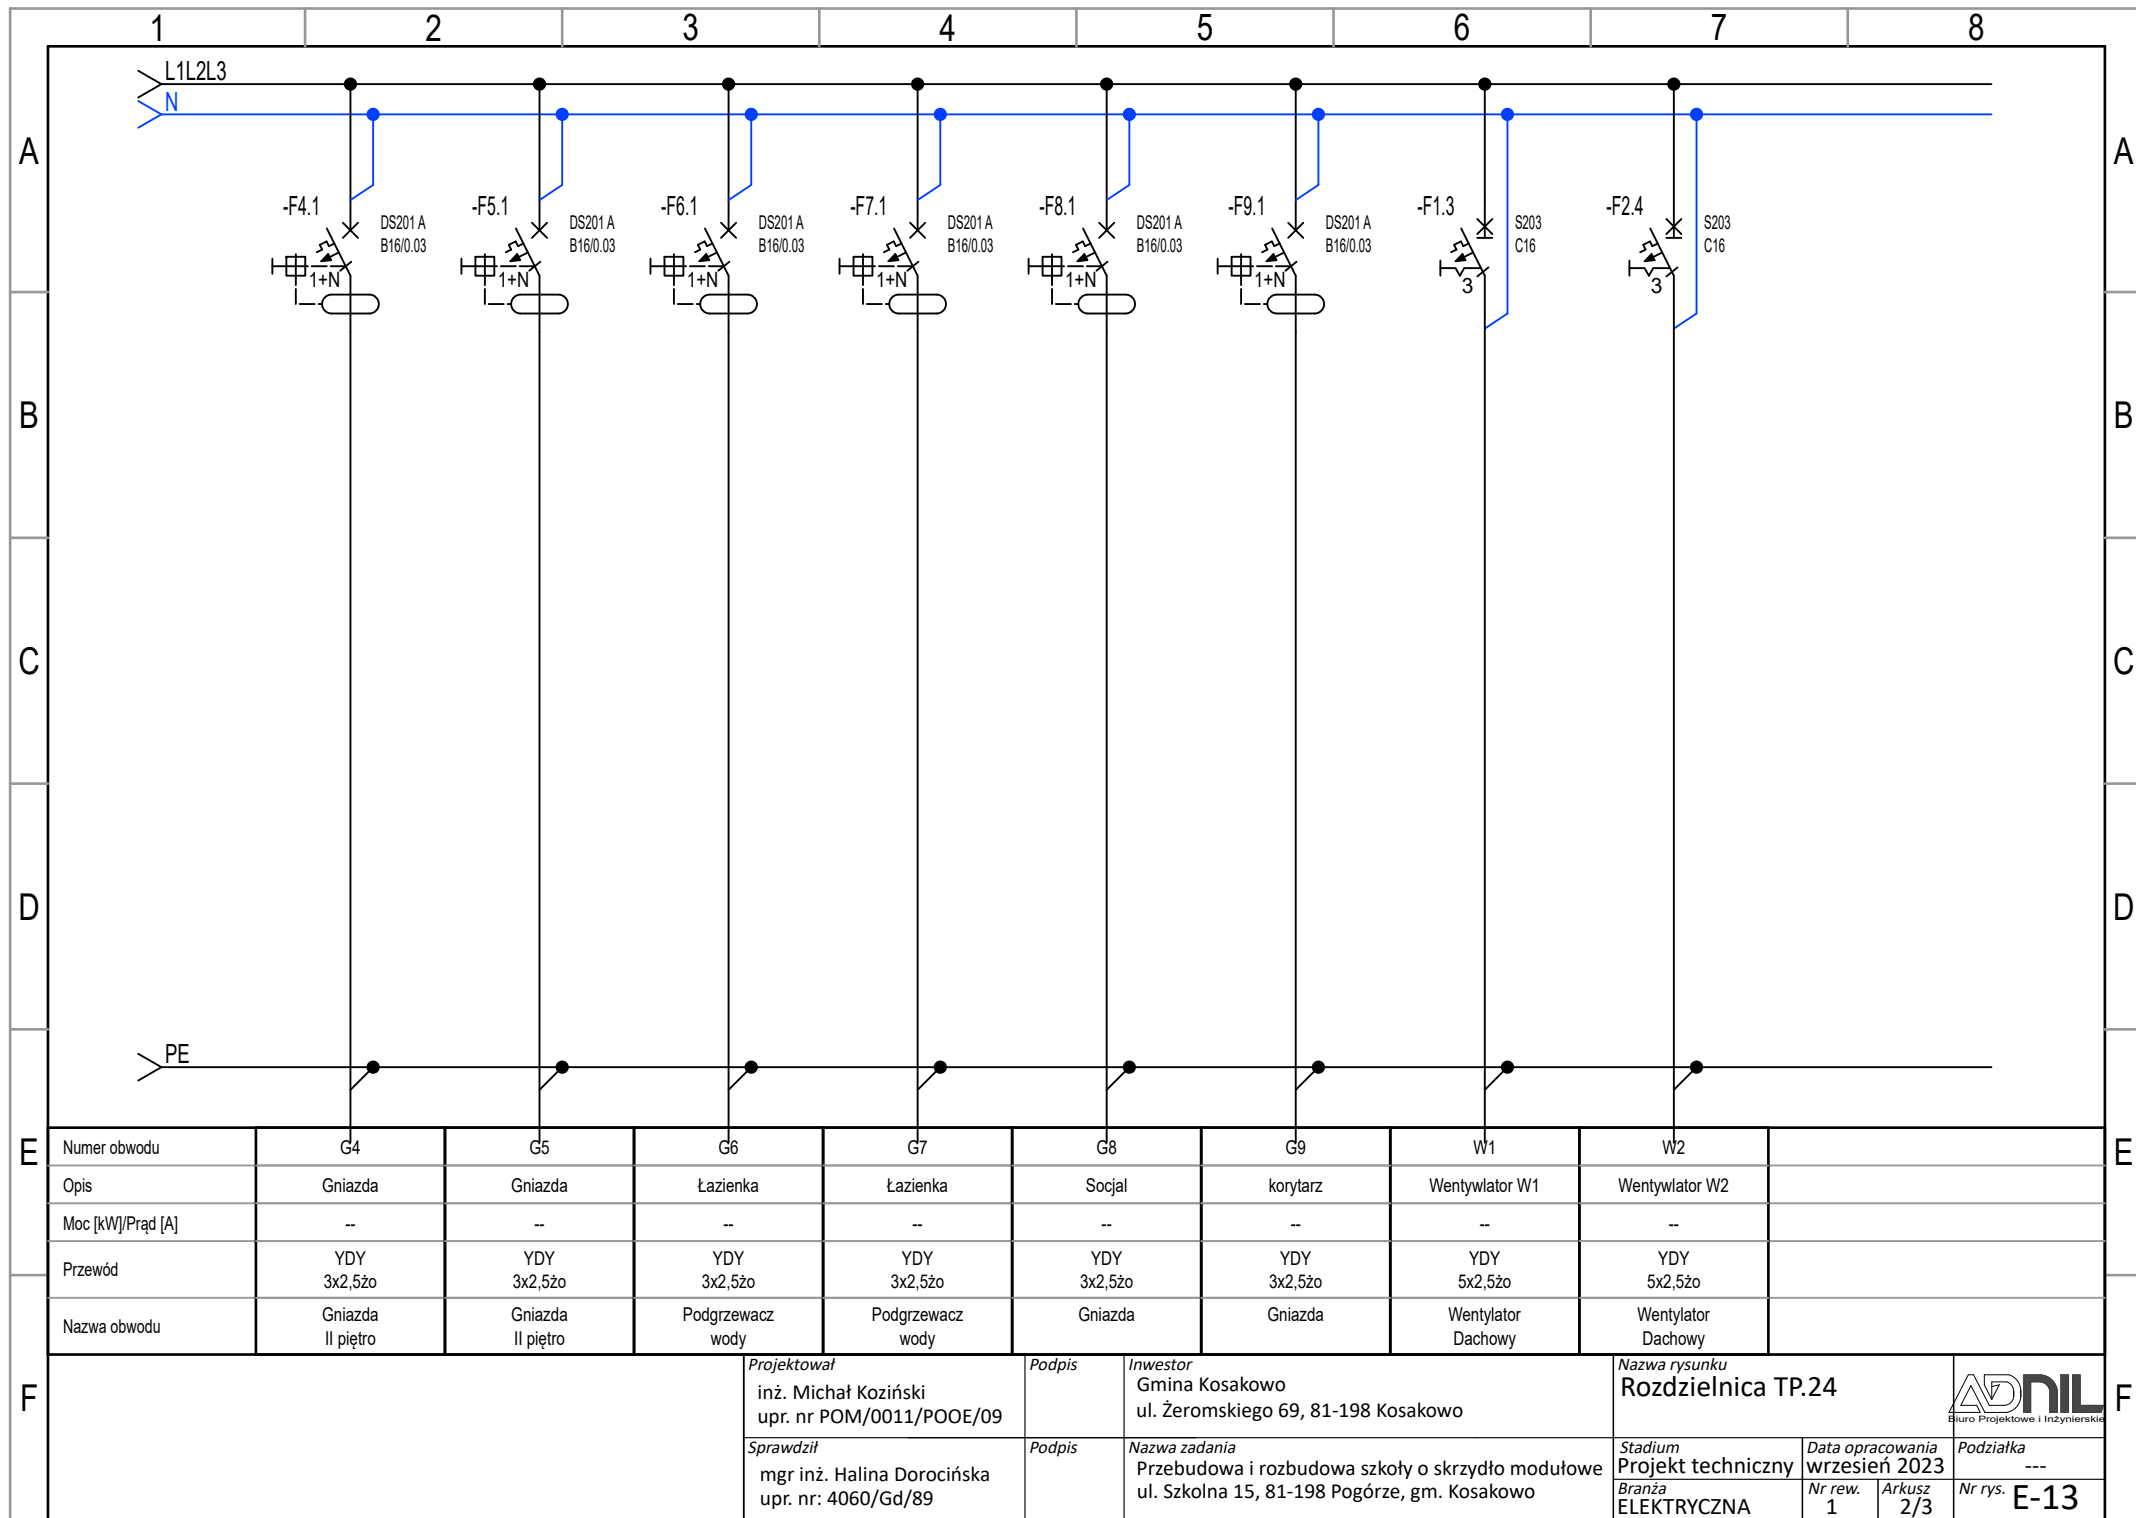 1 2 3 4 5 6 7 8
L1L2L3
N
A A
-F4.1 DS201 A -F5.1 DS201 A -F6.1 DS201 A -F7.1 DS201 A -F8.1 DS201 A -F9.1 DS201 A -F1.3 S203 -F2.4 S203
B16/0.03 B16/0.03 B16/0.03 B16/0.03 B16/0.03 B16/0.03 C16 C16
1+N 1+N 1+N 1+N 1+N 1+N 3 3
B B
C C
D D
PE
E E
Numer obwodu G4 G5 G6 G7 G8 G9 W1 W2
Opis Gniazda Gniazda Łazienka Łazienka Socjal korytarz Wentywlator W1 Wentywlator W2
Moc [kW]/Prąd [A] -- -- -- -- -- -- -- --
Przewód YDY YDY YDY YDY YDY YDY YDY YDY
3x2,5żo 3x2,5żo 3x2,5żo 3x2,5żo 3x2,5żo 3x2,5żo 5x2,5żo 5x2,5żo
Nazwa obwodu Gniazda Gniazda Podgrzewacz Podgrzewacz Gniazda Gniazda Wentylator Wentylator
II piętro II piętro wody wody Dachowy Dachowy
F F
Projektował
inż. Michał Koziński
upr. nr POM/0011/POOE/09
Podpis
Inwestor
Gmina Kosakowo
ul. Żeromskiego 69, 81-198 Kosakowo
Nazwa rysunku
Rozdzielnica TP.24
ADNIL
Biuro Projektowe i Inżynierskie
Sprawdził
mgr inż. Halina Dorocińska
upr. nr: 4060/Gd/89
Podpis
Nazwa zadania
Przebudowa i rozbudowa szkoły o skrzydło modułowe
ul. Szkolna 15, 81-198 Pogórze, gm. Kosakowo
Stadium
Projekt techniczny
Data opracowania
wrzesień 2023
Podziałka
---
Branża
ELEKTRYCZNA
Nr rew.
1
Arkusz
2/3
Nr rys. E-13